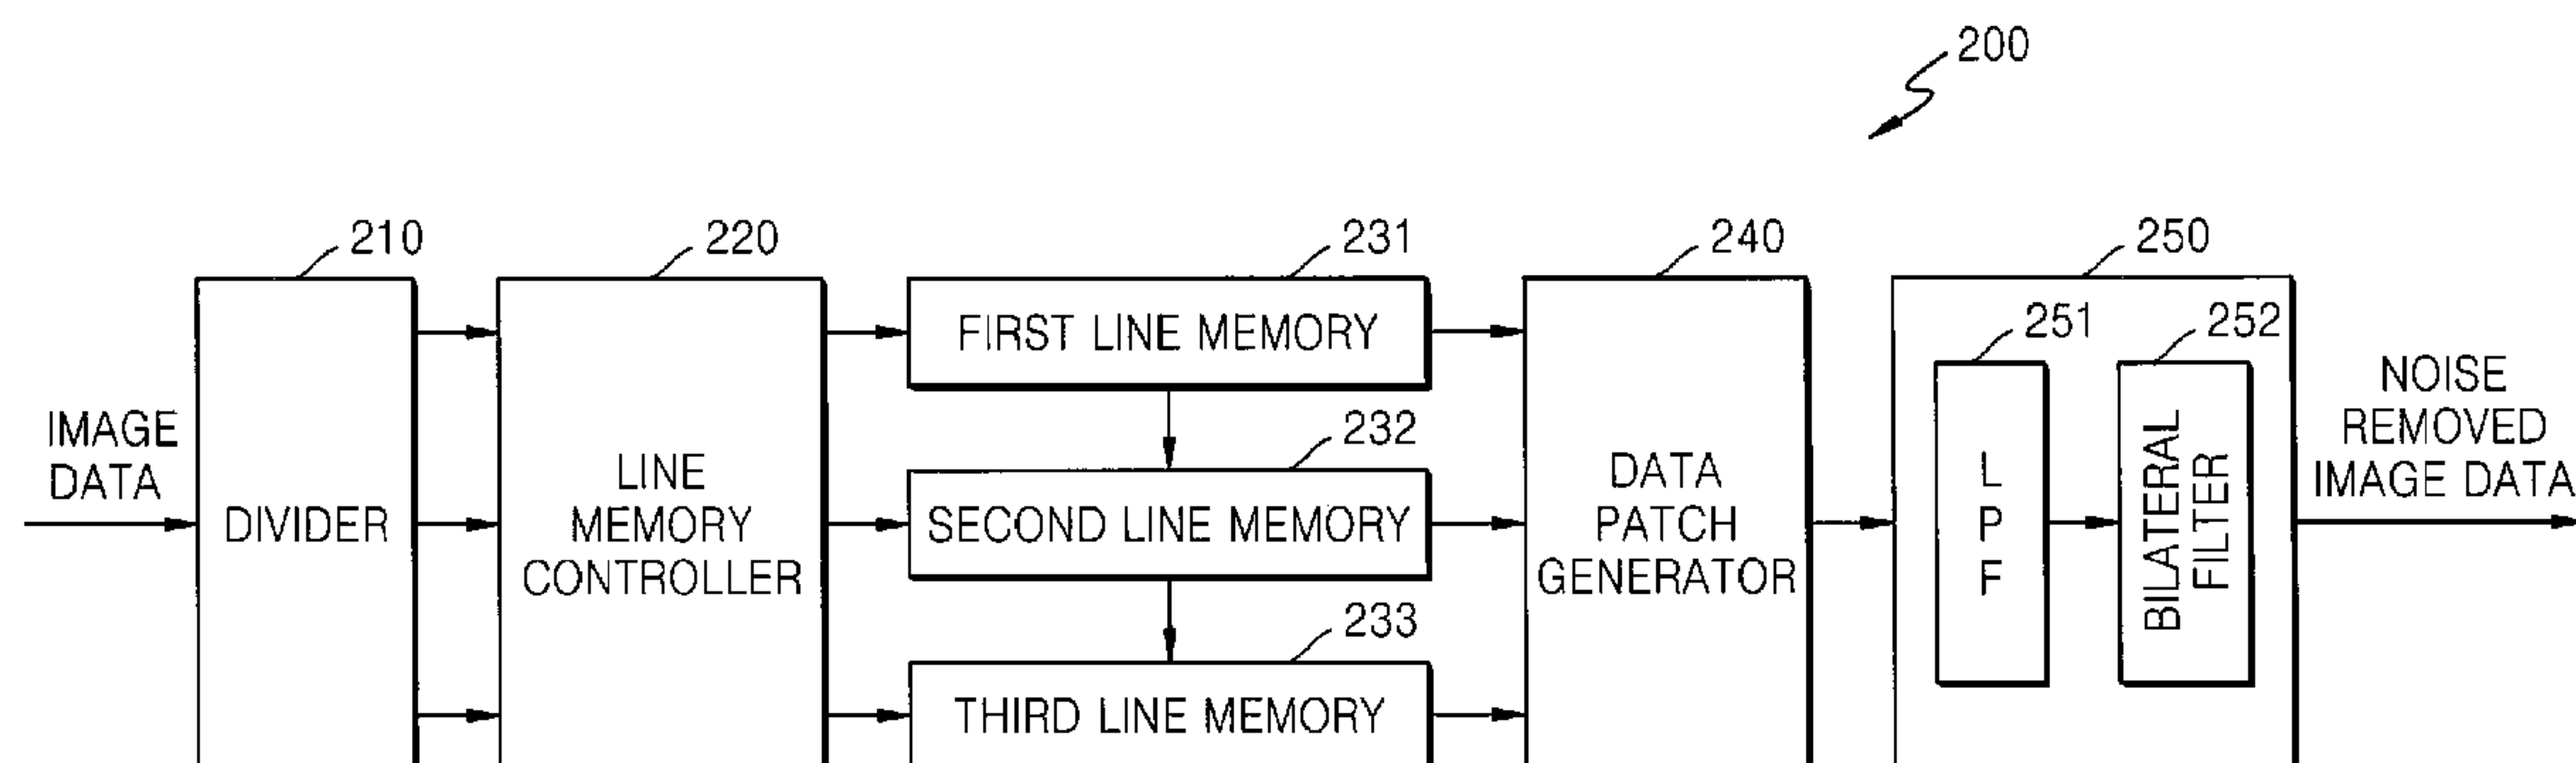 200
210
220
231
240
250
FIRST LINE MEMORY
251
252
IMAGE
DATA
DIVIDER
LINE
MEMORY
CONTROLLER
232
SECOND LINE MEMORY
233
THIRD LINE MEMORY
DATA
PATCH
GENERATOR
L
P
F
BILATERAL
FILTER
NOISE
REMOVED
IMAGE DATA